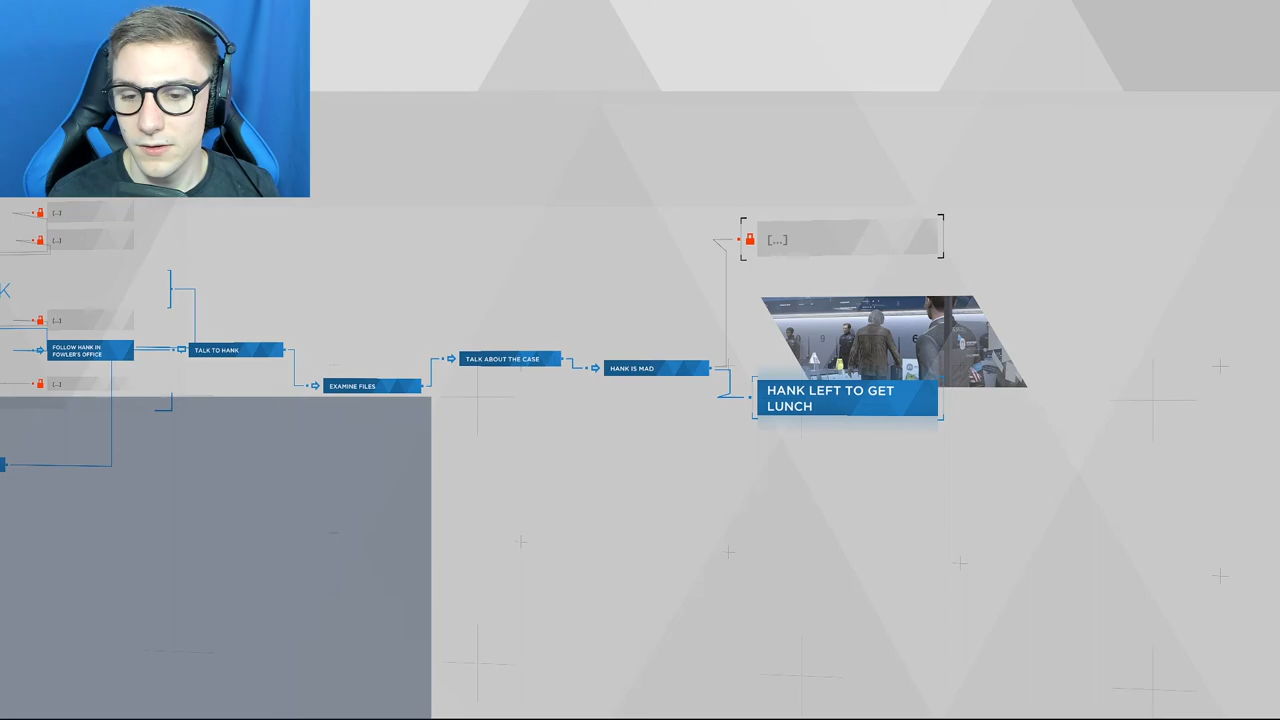 [...]
[...]
[...]
K
[...]
FOLLOW HANK IN
FOWLER'S OFFICE
TALK TO HANK
[...]
EXAMINE FILES
TALK ABOUT THE CASE
HANK IS MAD
HANK LEFT TO GET
LUNCH